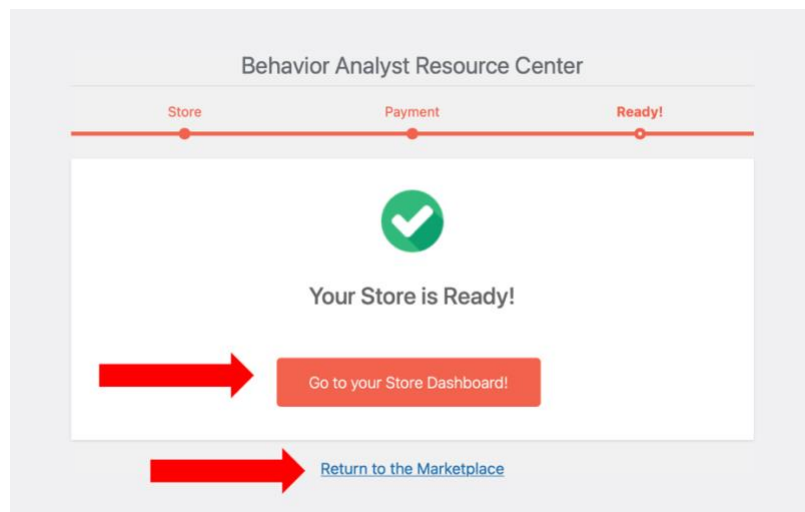 Behavior Analyst Resource Center
Store Payment Ready!
Your Store is Ready!
Go to your Store Dashboard!
Return to the Marketplace